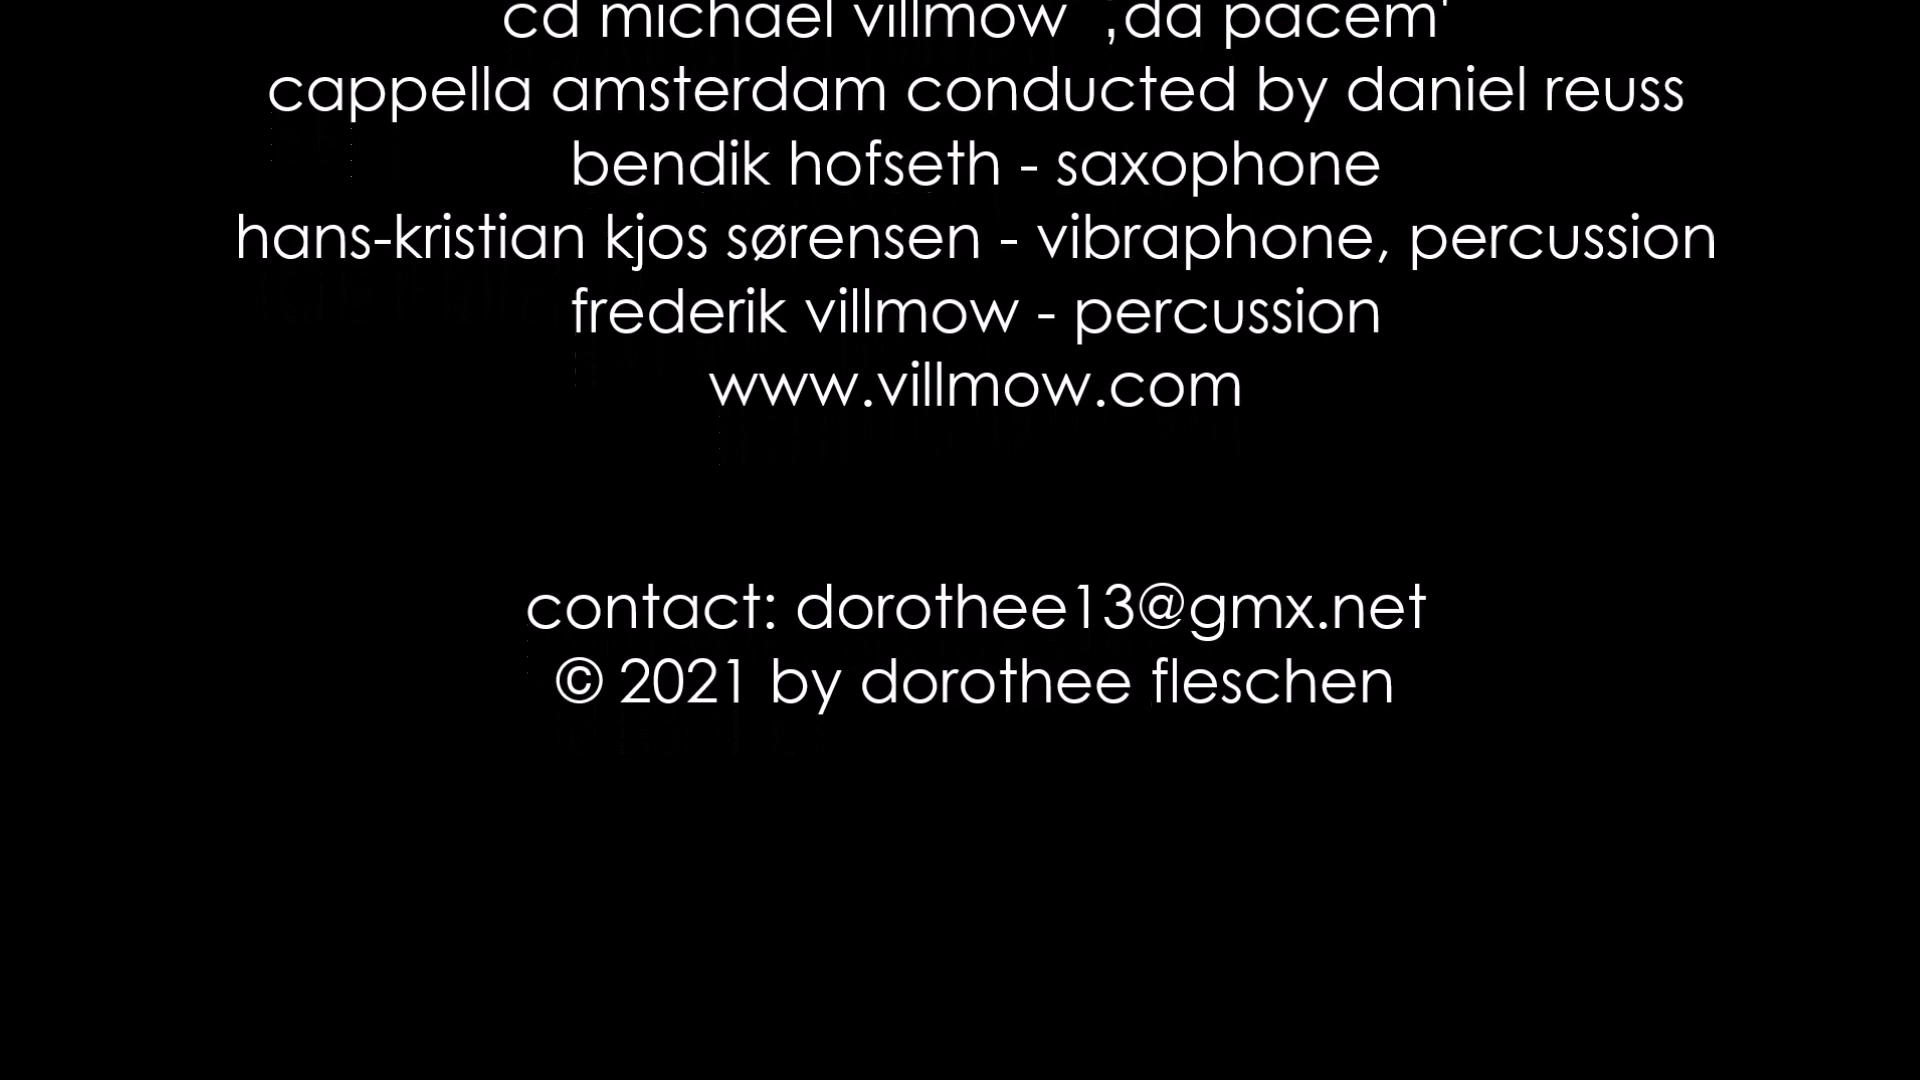 cd michael villmow ‚da pacem'
cappella amsterdam conducted by daniel reuss
bendik hofseth - saxophone
hans-kristian kjos sørensen - vibraphone, percussion
frederik villmow - percussion
www.villmow.com
contact: dorothee13@gmx.net
© 2021 by dorothee fleschen